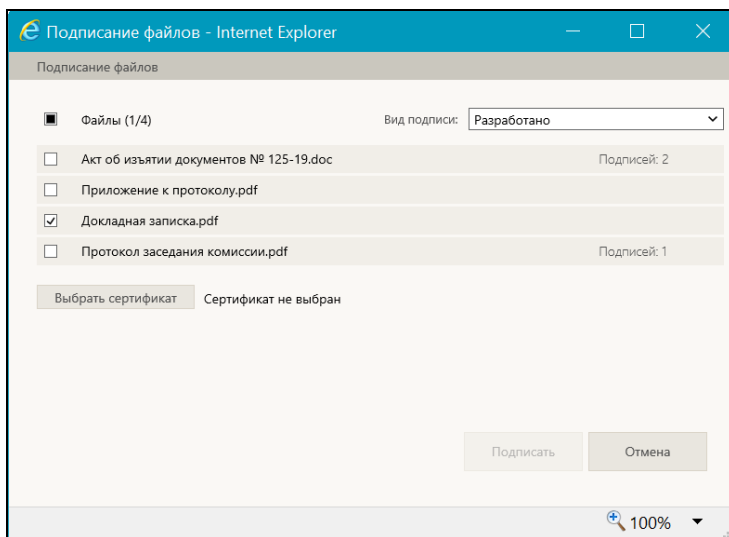 Подписание файлов - Internet Explorer
Подписание файлов
Файлы (1/4) Вид подписи: Разработано
Акт об изъятии документов № 125-19.doc Подписей: 2
Приложение к протоколу.pdf
Докладная записка.pdf
Протокол заседания комиссии.pdf Подписей: 1
Выбрать сертификат Сертификат не выбран
Подписать Отмена
100%